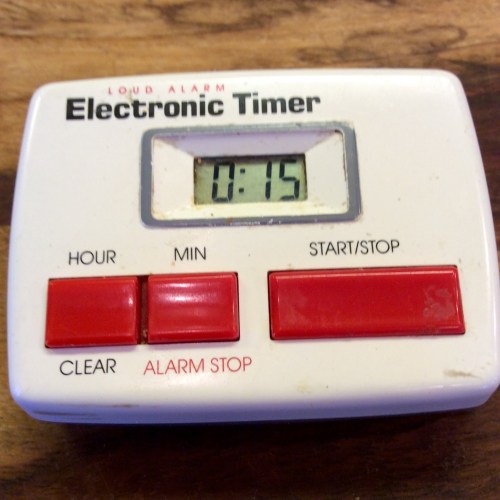 LOUD ALARM
Electronic Timer
0:15
HOUR MIN START/STOP
CLEAR ALARM STOP